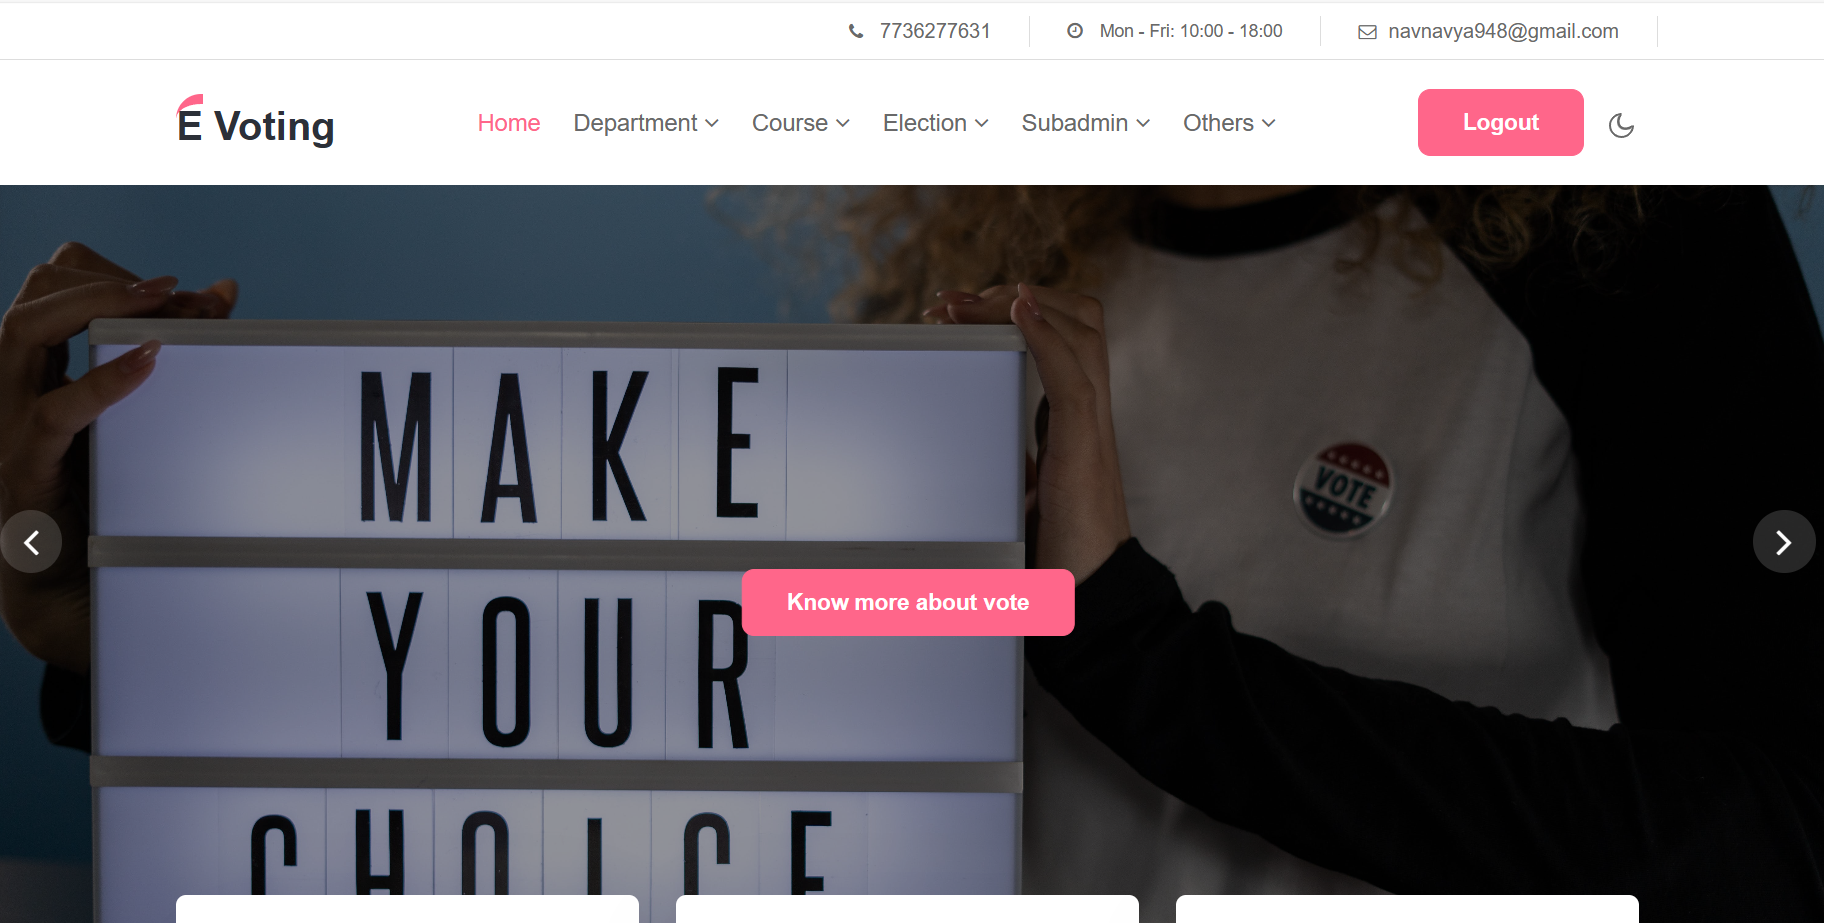 7736277631 Mon - Fri: 10:00 - 18:00 navnavya948@gmail.com
E Voting Home Department Course Election Subadmin Others Logout
MAKE
VOTE
Know more about vote
YOUR
CHOICE